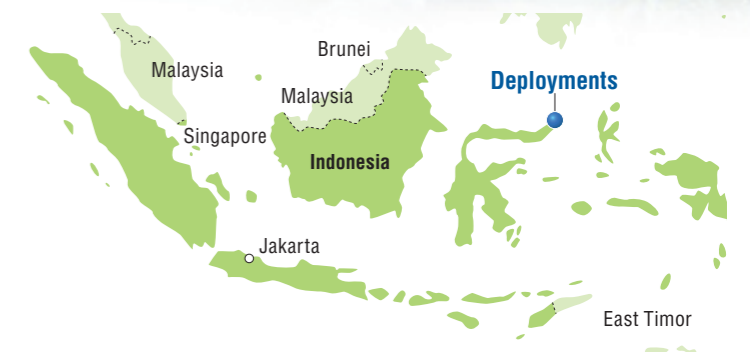 Brunei
Malaysia
Deployments
Malaysia
Singapore
Indonesia
Jakarta
East Timor